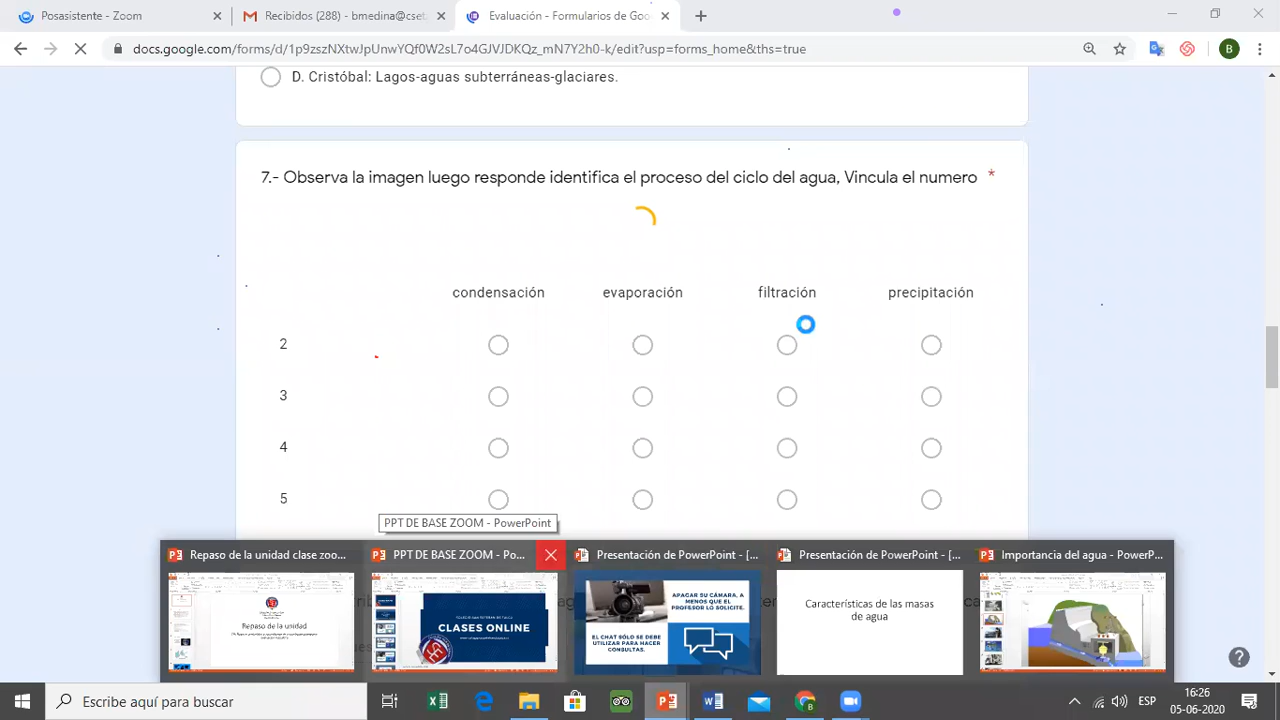 Posasistente - Zoom
Recibidos (288) - bmedina@cset
Evaluación - Formularios de Goo
docs.google.com/forms/d/1p9zszNXtwJpUnwYQf0W2sL7o4GJVJDKQz_mN7Y2h0-k/edit?usp=forms_home&ths=true
B
D. Cristóbal: Lagos-aguas subterráneas-glaciares.
7.- Observa la imagen luego responde identifica el proceso del ciclo del agua, Vincula el numero *
condensación evaporación filtración precipitación
2
3
4
5
PPT DE BASE ZOOM - PowerPoint
Repaso de la unidad clase zoo...
PPT DE BASE ZOOM - Po...
Presentación de PowerPoint - [...
Presentación de PowerPoint - [...
Importancia del agua - PowerP...
Repaso de la unidad
CLASES ONLINE
APAGAR SU CÁMARA, A
MENOS QUE EL
PROFESOR LO SOLICITE.
EL CHAT SÓLO SE DEBE
UTILIZAR PARA HACER
CONSULTAS.
Características de las masas
de agua
Escribe aquí para buscar
ESP
16:26
05-06-2020